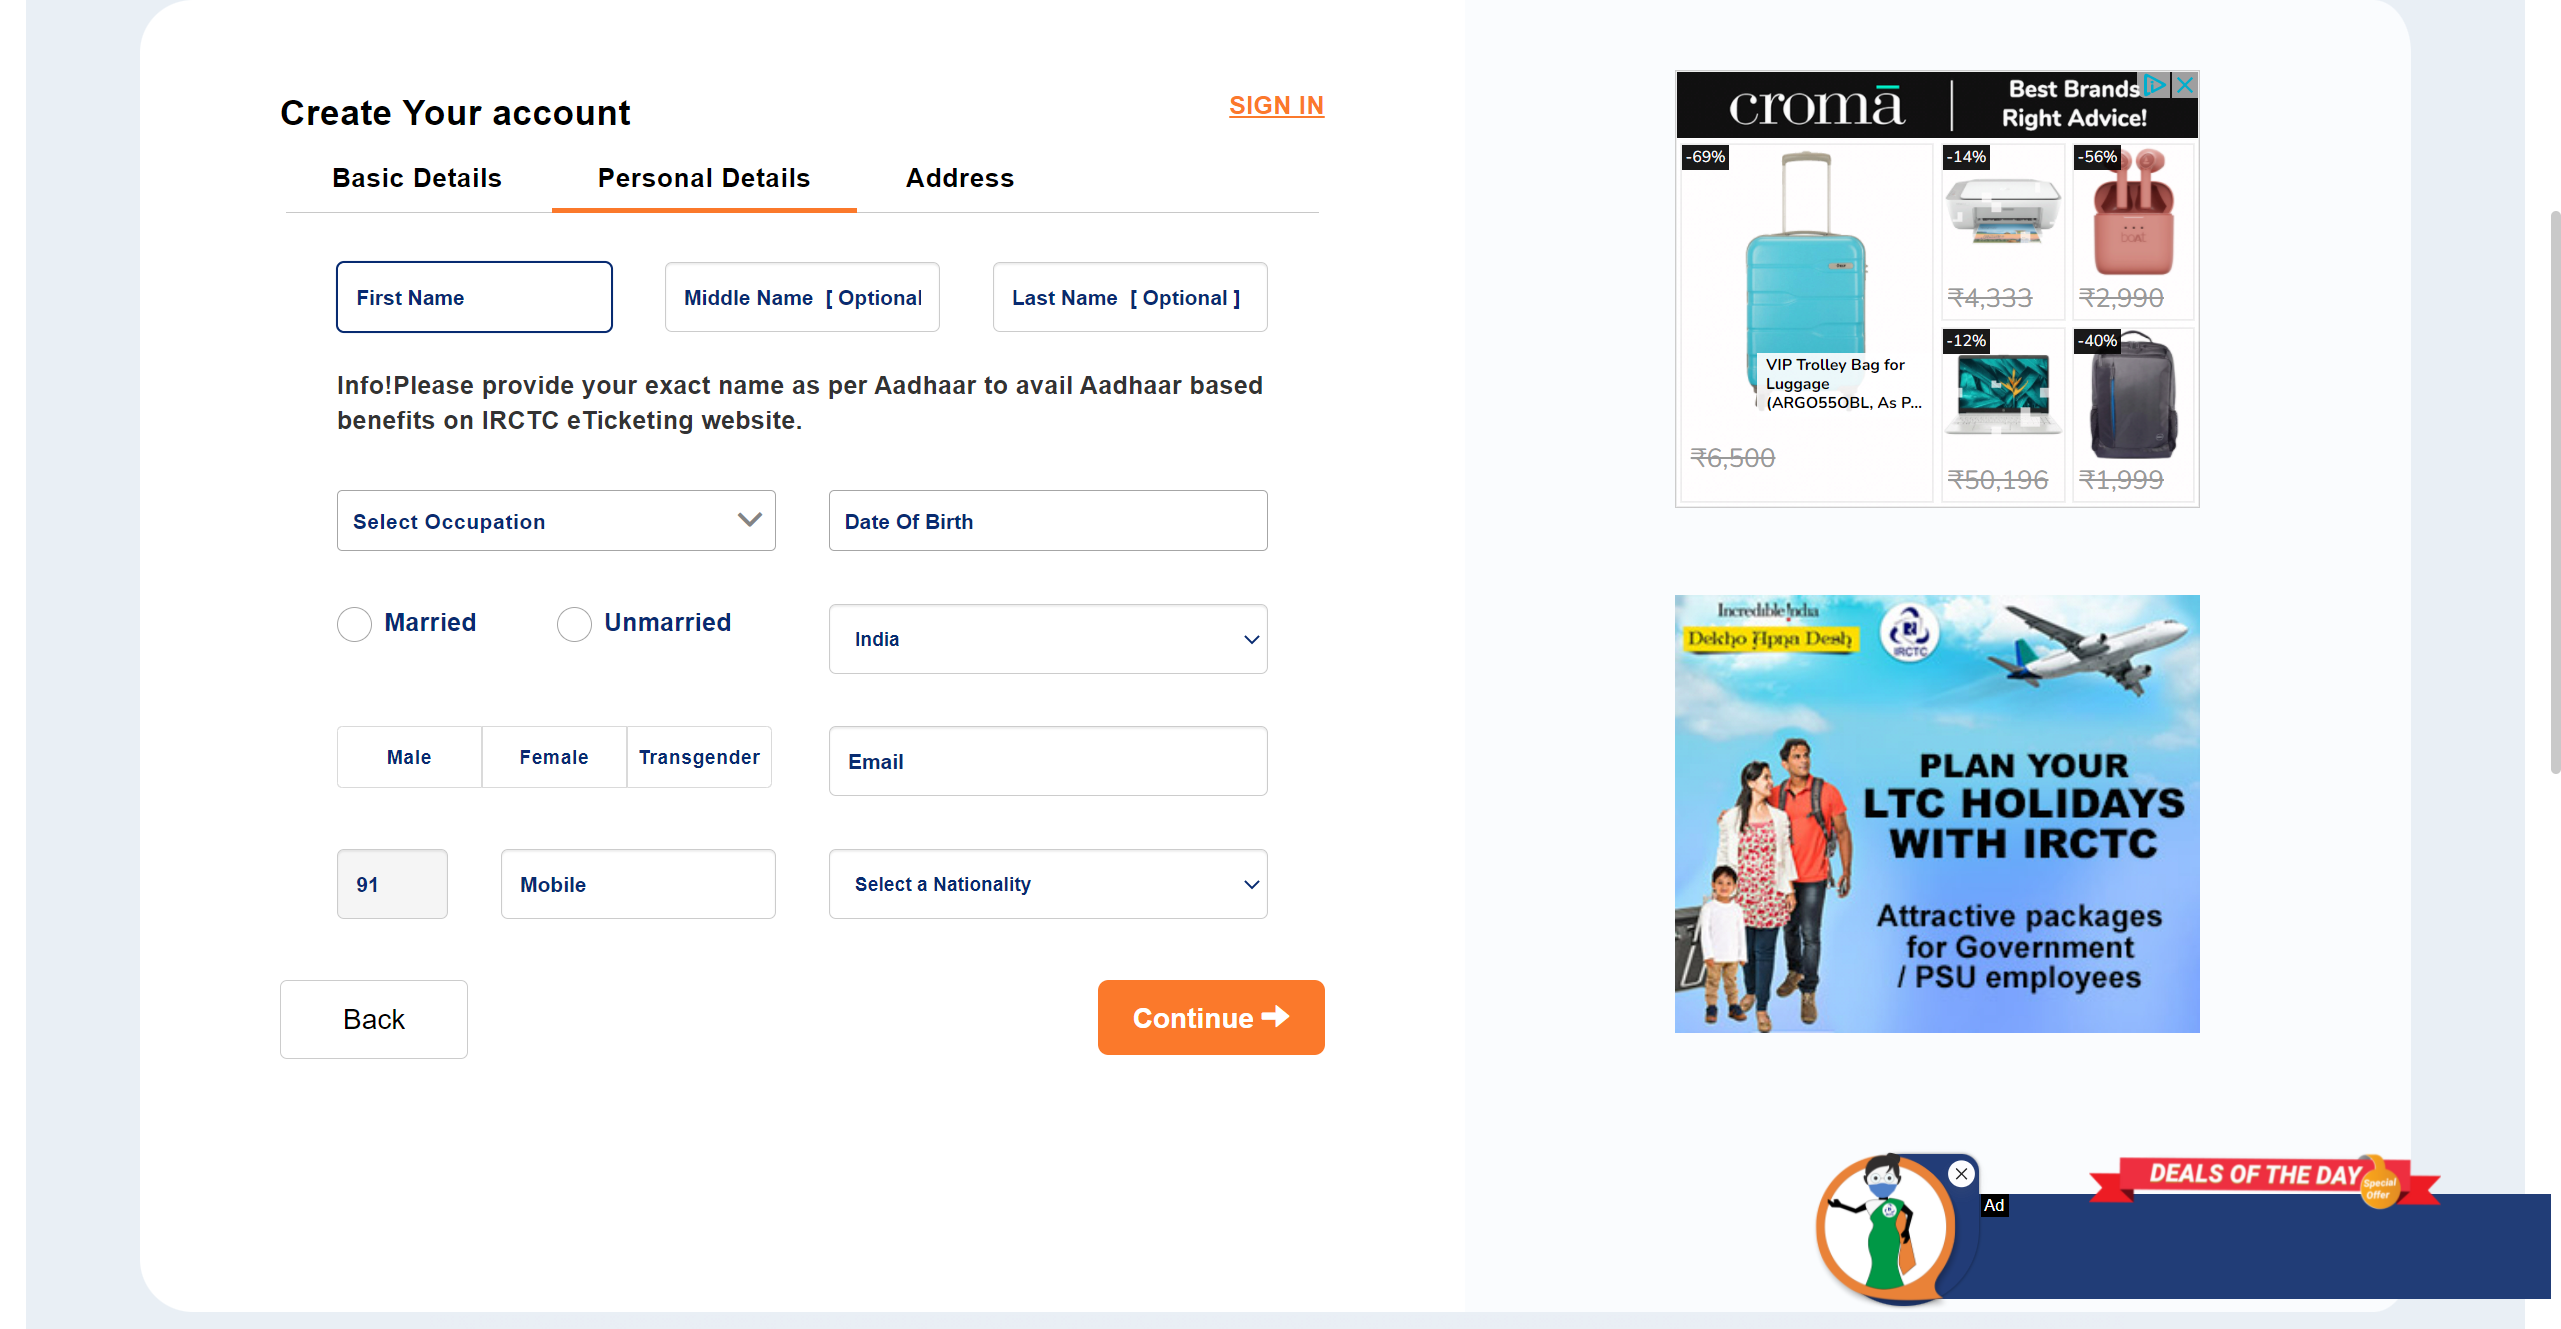 Create Your account
SIGN IN
Basic Details
Personal Details
Address
First Name
Middle Name [ Optional
Last Name [ Optional ]
Info!Please provide your exact name as per Aadhaar to avail Aadhaar based
benefits on IRCTC eTicketing website.
Select Occupation
Date Of Birth
Married
Unmarried
India
Male
Female
Transgender
Email
91
Mobile
Select a Nationality
Back
Continue
cromā
Best Brands
Right Advice!
-69%
VIP Trolley Bag for
Luggage
(ARGO55OBL, As P...
₹6,500
-14%
₹4,333
-56%
boAt
₹2,990
-12%
₹50,196
-40%
₹1,999
Incredible !ndia
Dekho Apna Desh
IRCTC
PLAN YOUR
LTC HOLIDAYS
WITH IRCTC
Attractive packages
for Government
/ PSU employees
DEALS OF THE DAY
Special
Offer
Ad